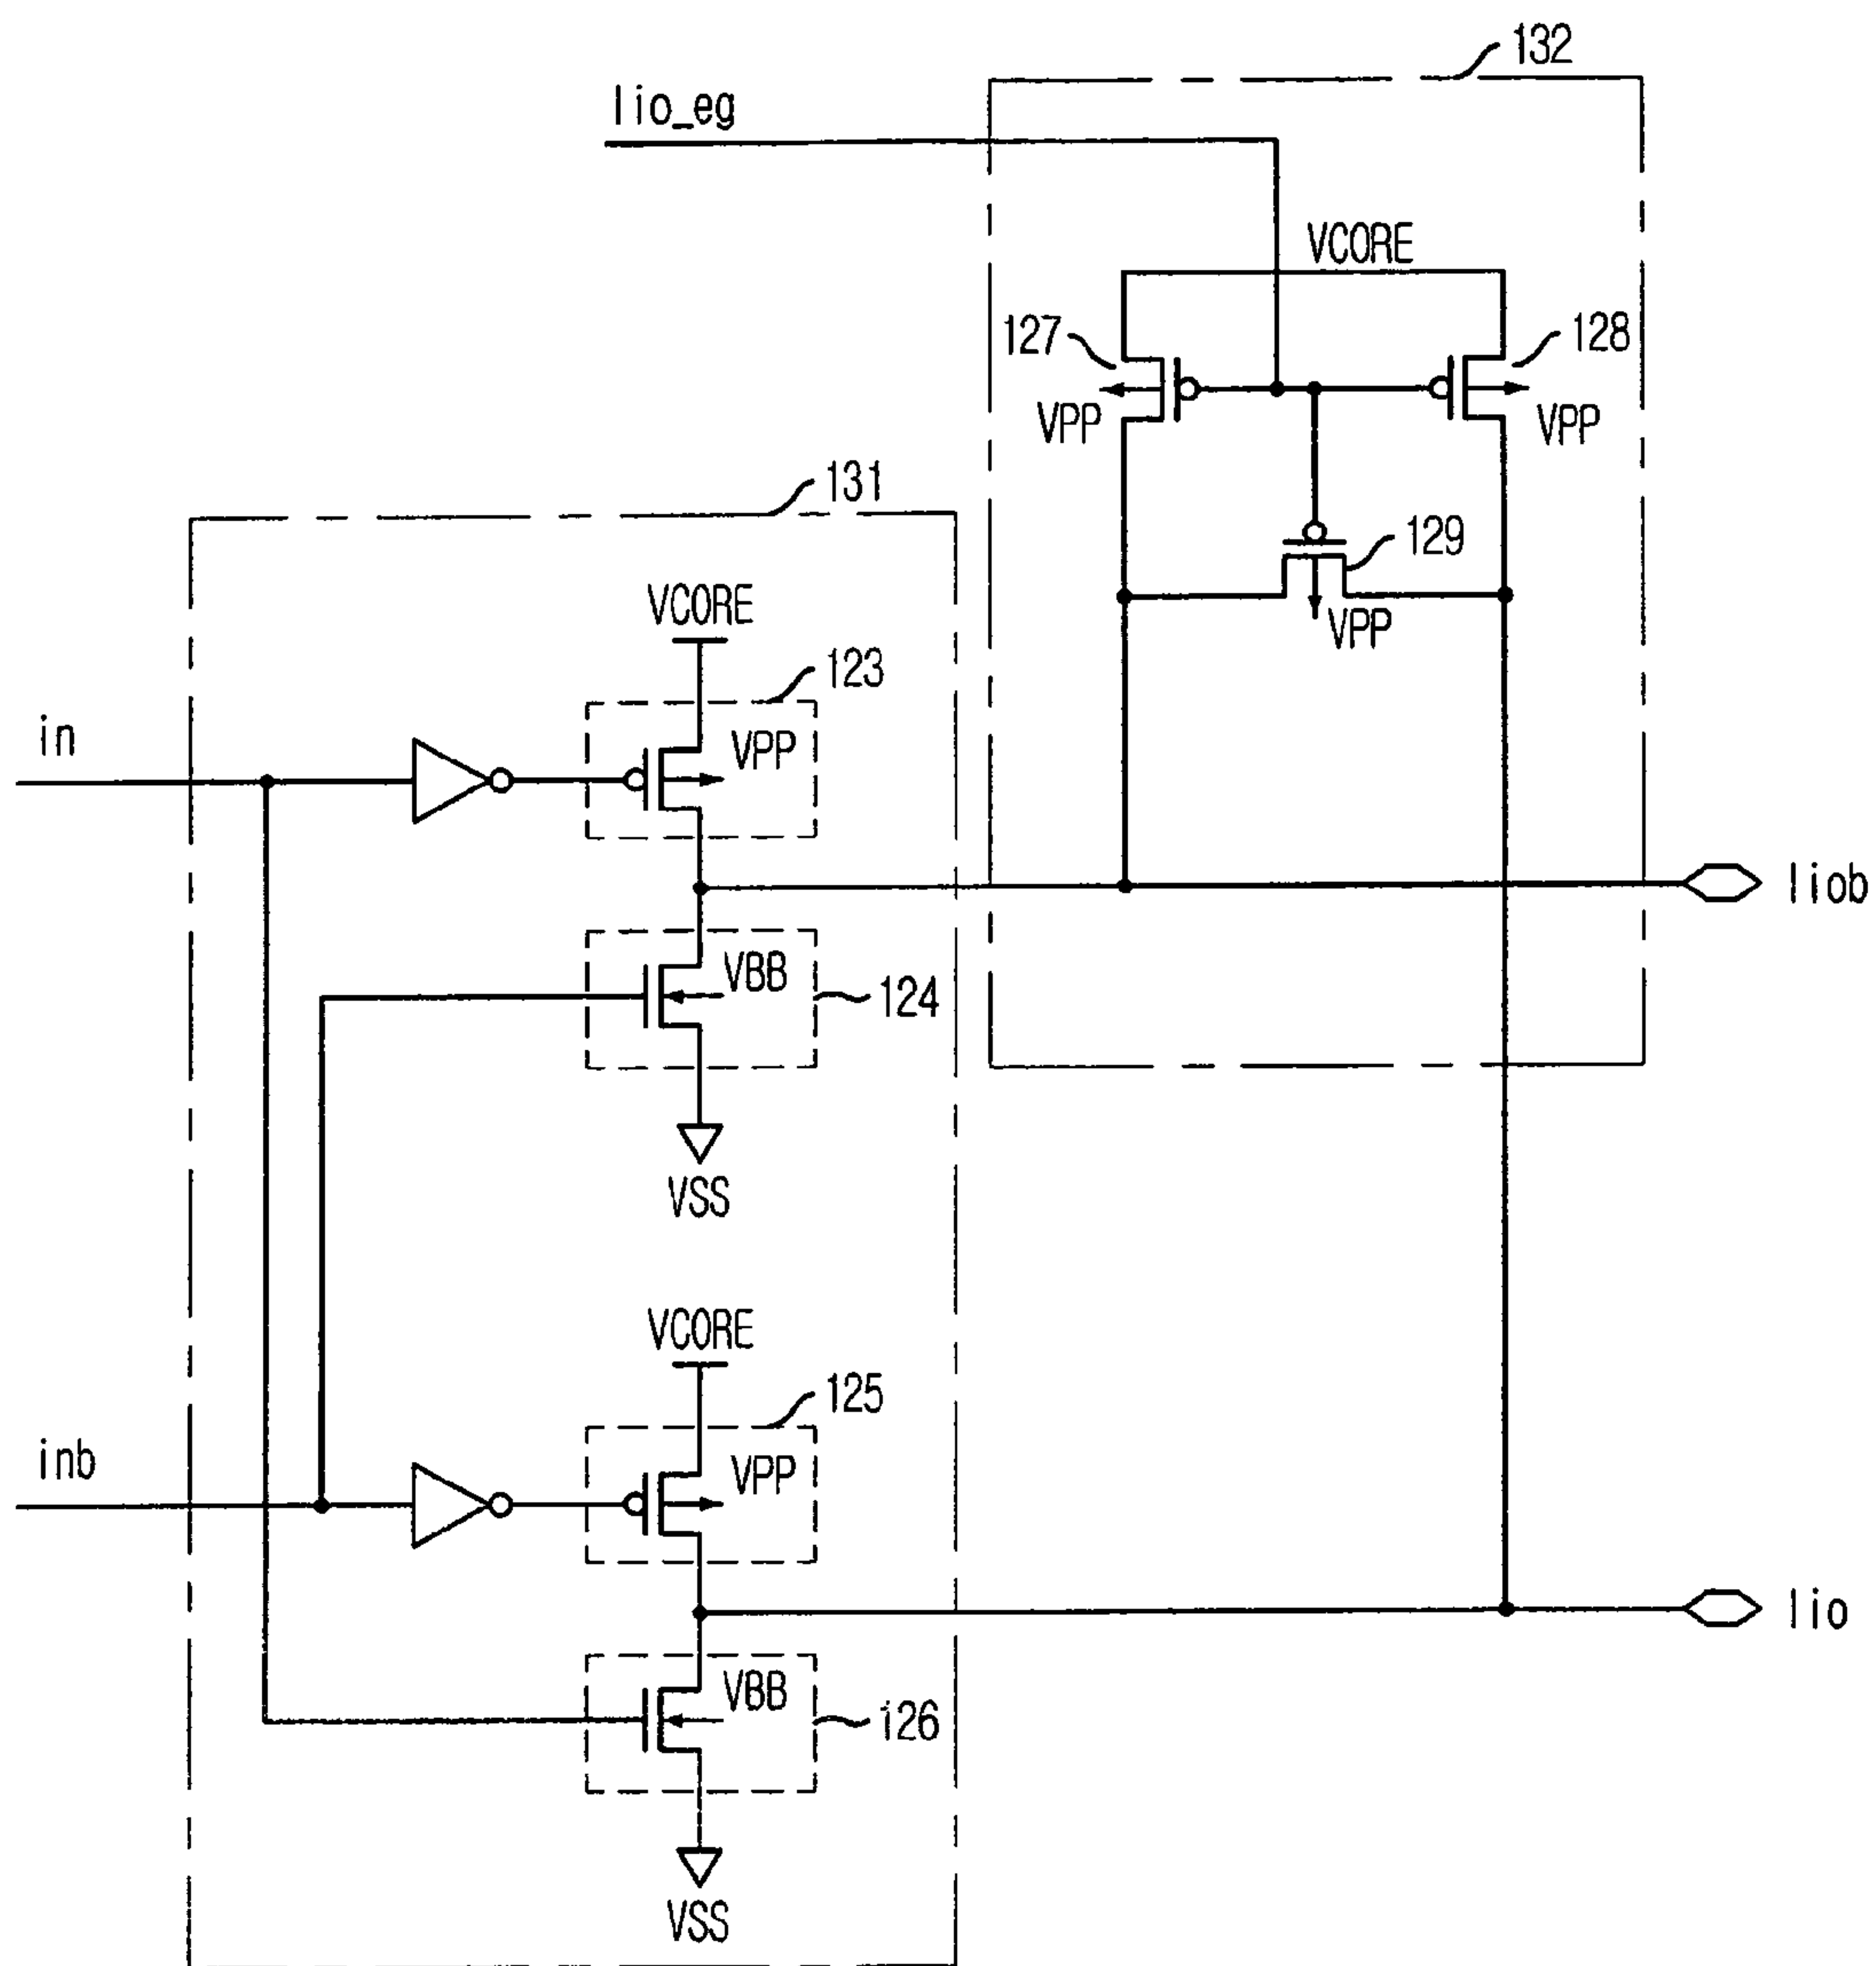 132
lio_eg
VCORE
127
128
VPP
VPP
131
129
VCORE
VPP
123
in
VPP
liob
VBB
124
VSS
VCORE
125
inb
VPP
lio
VBB
126
VSS